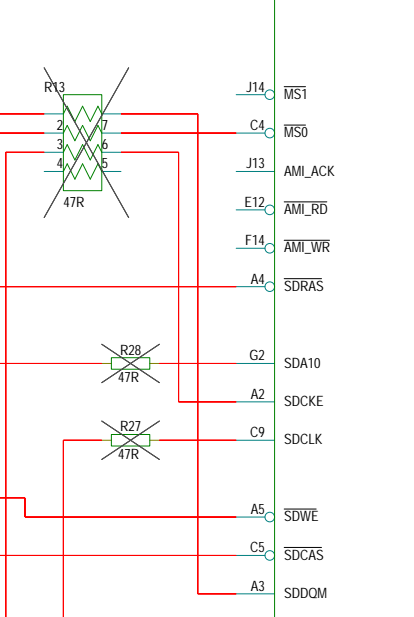 R13
2 7
3 6
4 5
47R
J14 MS1
C4 MS0
J13 AMI_ACK
E12 AMI_RD
F14 AMI_WR
A4 SDRAS
R28
47R
G2 SDA10
A2 SDCKE
R27
47R
C9 SDCLK
A5 SDWE
C5 SDCAS
A3 SDDQM